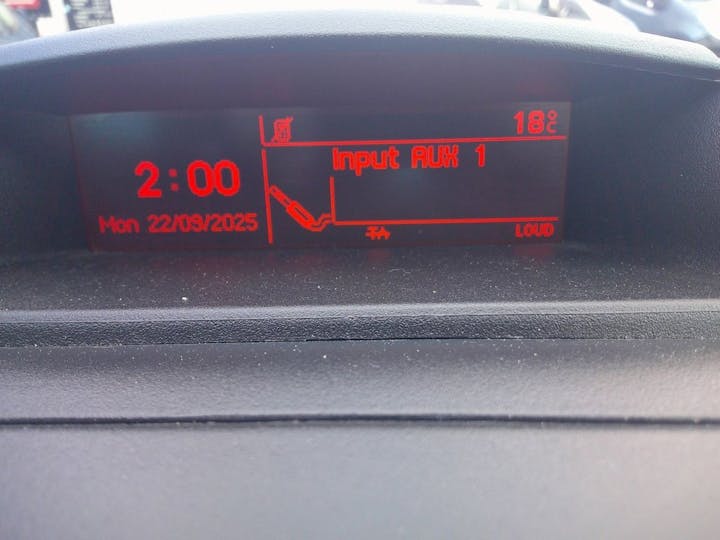 18°C
Input AUX 1
2:00
Mon 22/09/2025
TA
LOUD